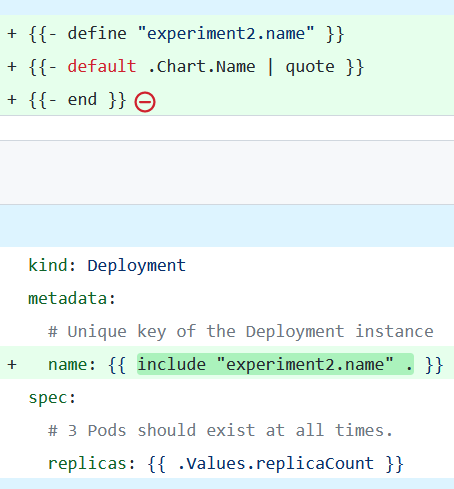 + {{- define "experiment2.name" }}
+ {{- default .Chart.Name | quote }}
+ {{- end }}
kind: Deployment
metadata:
# Unique key of the Deployment instance
+ name: {{ include "experiment2.name" . }}
spec:
# 3 Pods should exist at all times.
replicas: {{ .Values.replicaCount }}